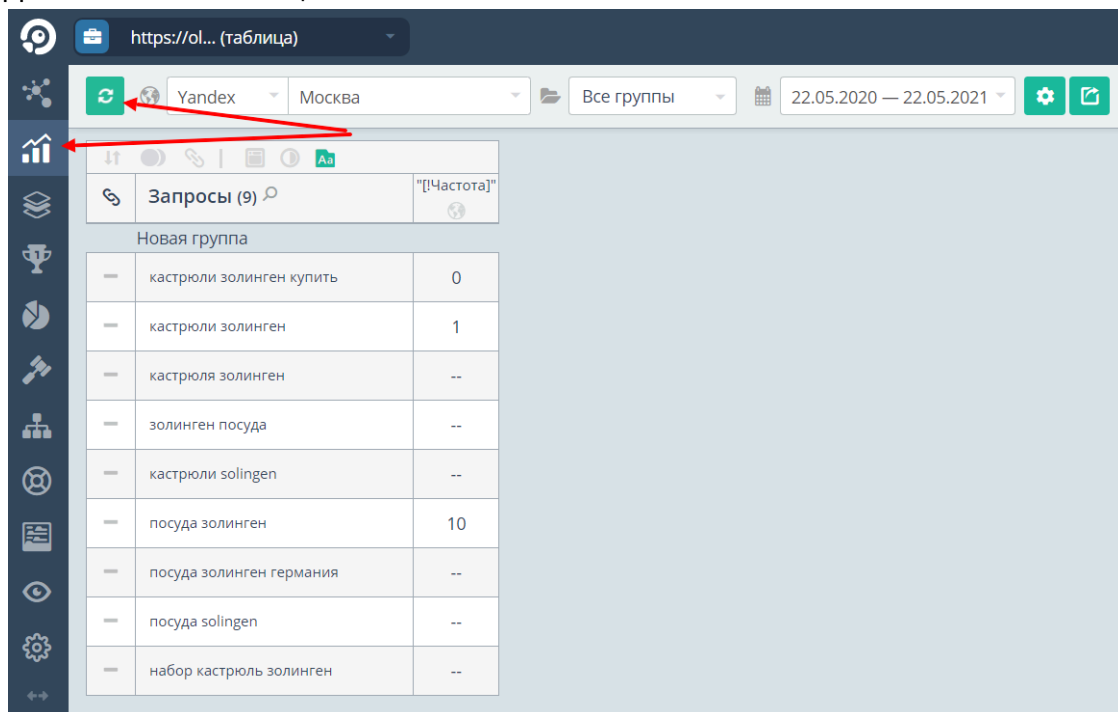 https://ol... (таблица)
Yandex Москва Все группы 22.05.2020 — 22.05.2021
Aa
Запросы (9) "[!Частота]"
Новая группа
кастрюли золинген купить 0
кастрюли золинген 1
кастрюля золинген --
золинген посуда --
кастрюли solingen --
посуда золинген 10
посуда золинген германия --
посуда solingen --
набор кастрюль золинген --